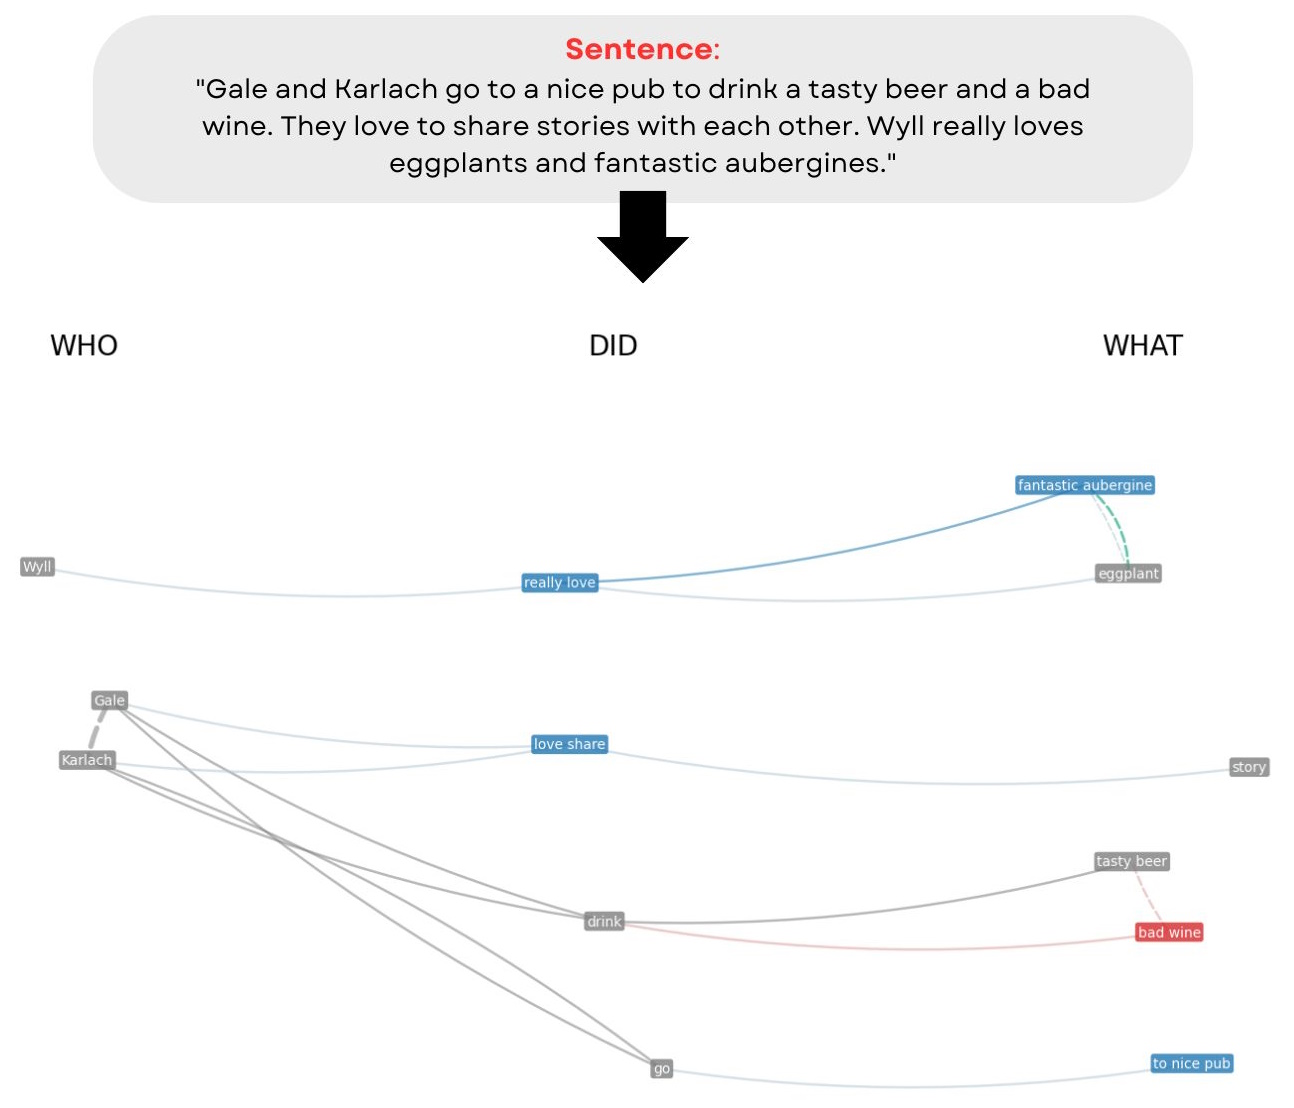 Sentence:
"Gale and Karlach go to a nice pub to drink a tasty beer and a bad
wine. They love to share stories with each other. Wyll really loves
eggplants and fantastic aubergines."
WHO
DID
WHAT
fantastic aubergine
Wyll
really love
eggplant
Gale
love share
Karlach
story
tasty beer
drink
bad wine
go
to nice pub